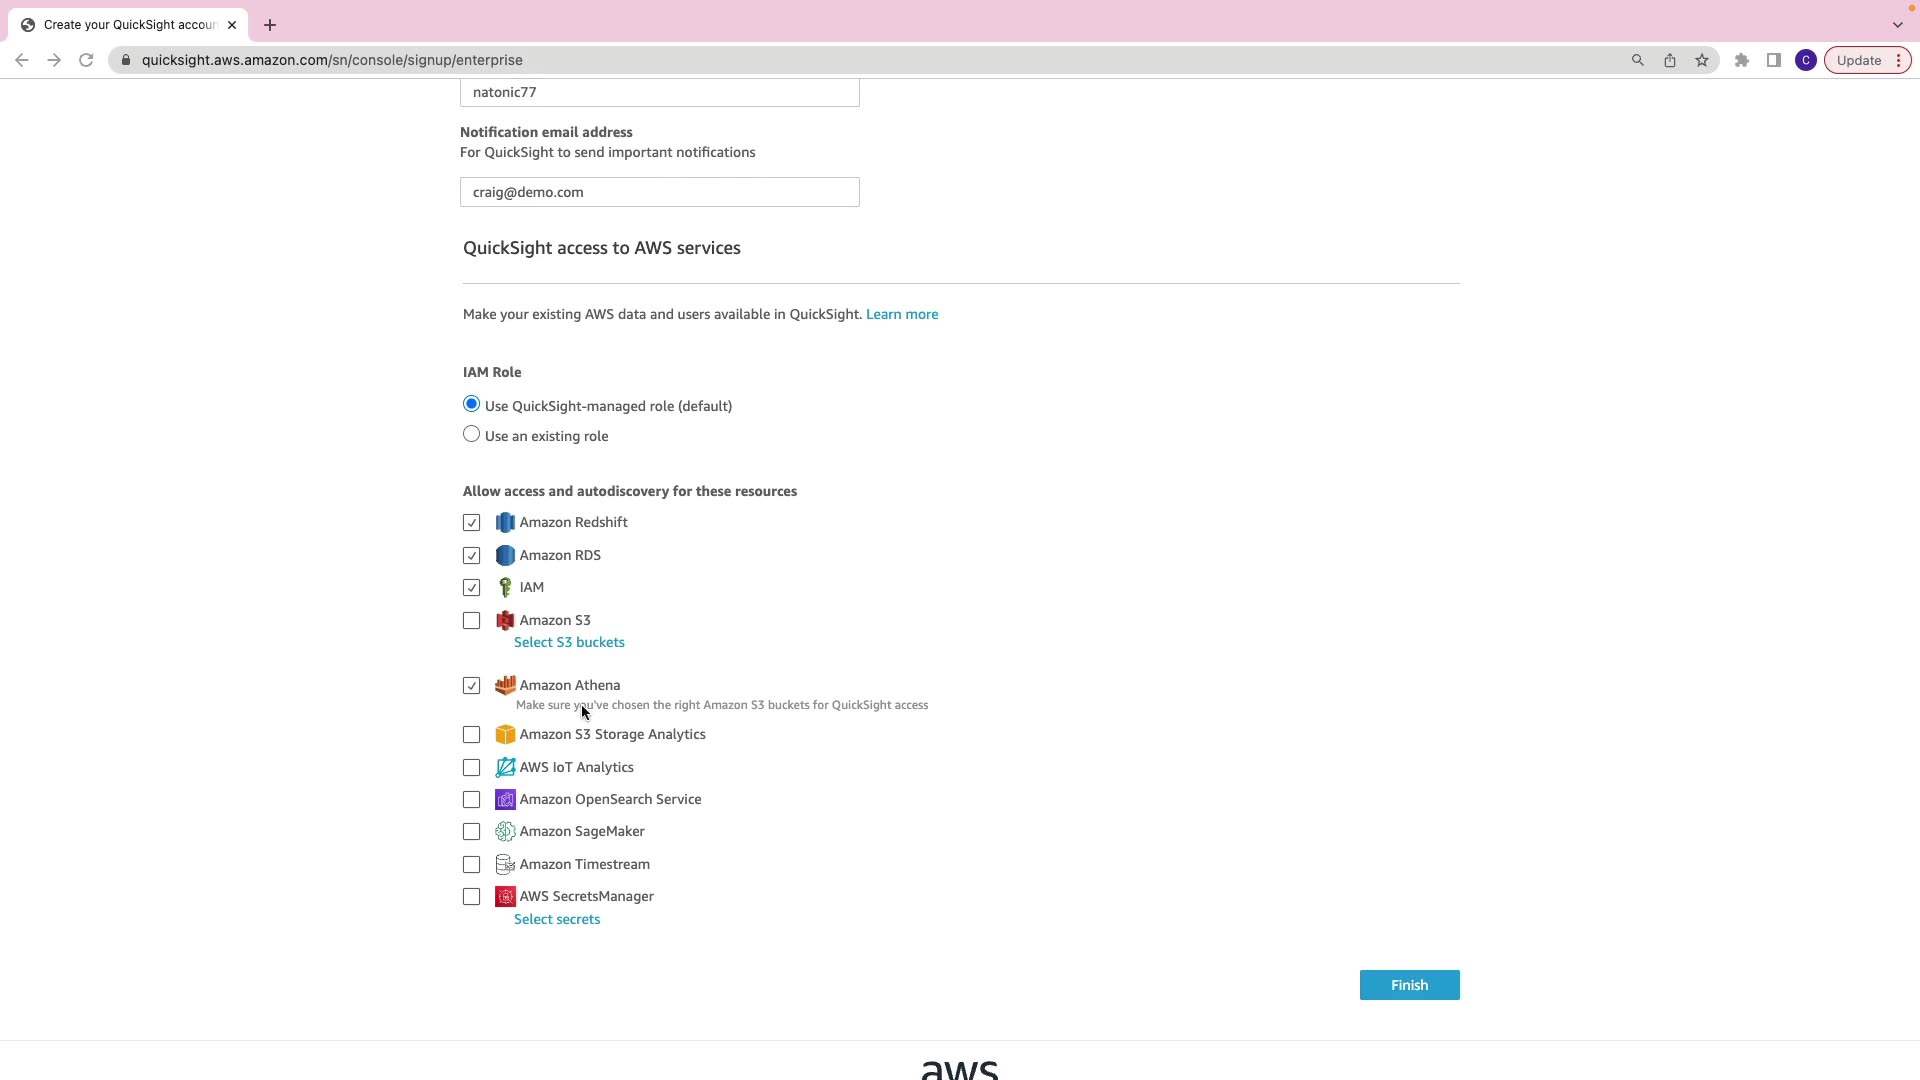 Create your QuickSight accoun
quicksight.aws.amazon.com/sn/console/signup/enterprise
C
Update
natonic77
Notification email address
For QuickSight to send important notifications
craig@demo.com
QuickSight access to AWS services
Make your existing AWS data and users available in QuickSight. Learn more
IAM Role
Use QuickSight-managed role (default)
Use an existing role
Allow access and autodiscovery for these resources
Amazon Redshift
Amazon RDS
IAM
Amazon S3
Select S3 buckets
Amazon Athena
Make sure you've chosen the right Amazon S3 buckets for QuickSight access
Amazon S3 Storage Analytics
AWS IoT Analytics
Amazon OpenSearch Service
Amazon SageMaker
Amazon Timestream
AWS SecretsManager
Select secrets
Finish
aws